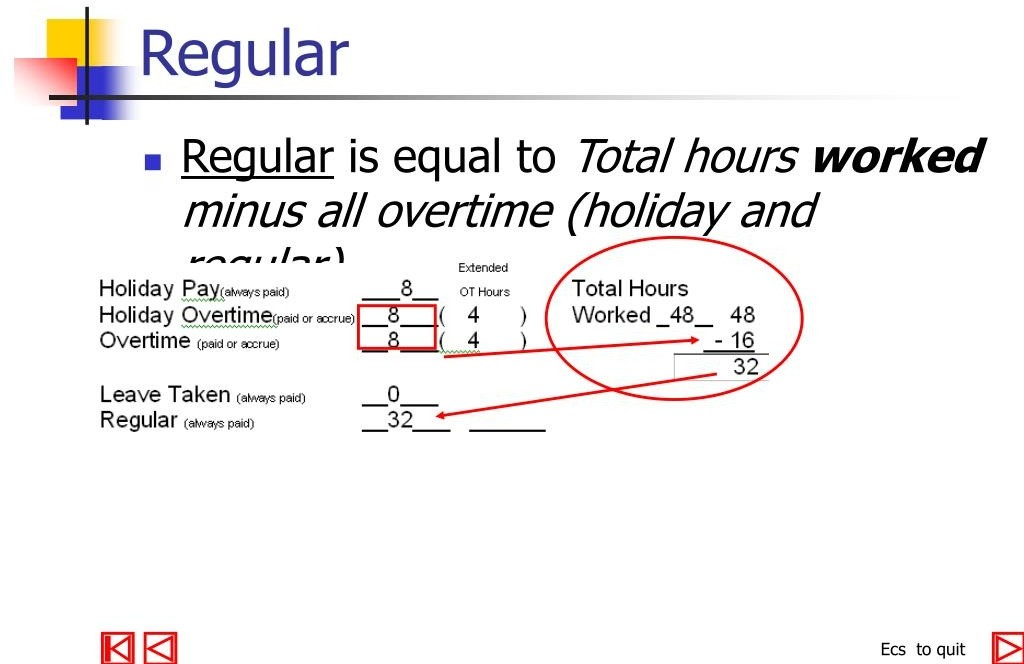 Regular
Regular is equal to Total hours worked
minus all overtime (holiday and
regular)
Extended
Holiday Pay(always paid) ___8__ OT Hours Total Hours
Holiday Overtime(paid or accrue) __8___( 4 ) Worked _48_ 48
Overtime (paid or accrue) __8___( 4 ) - 16
32
Leave Taken (always paid) __0___
Regular (always paid) __32___ ______
Ecs to quit